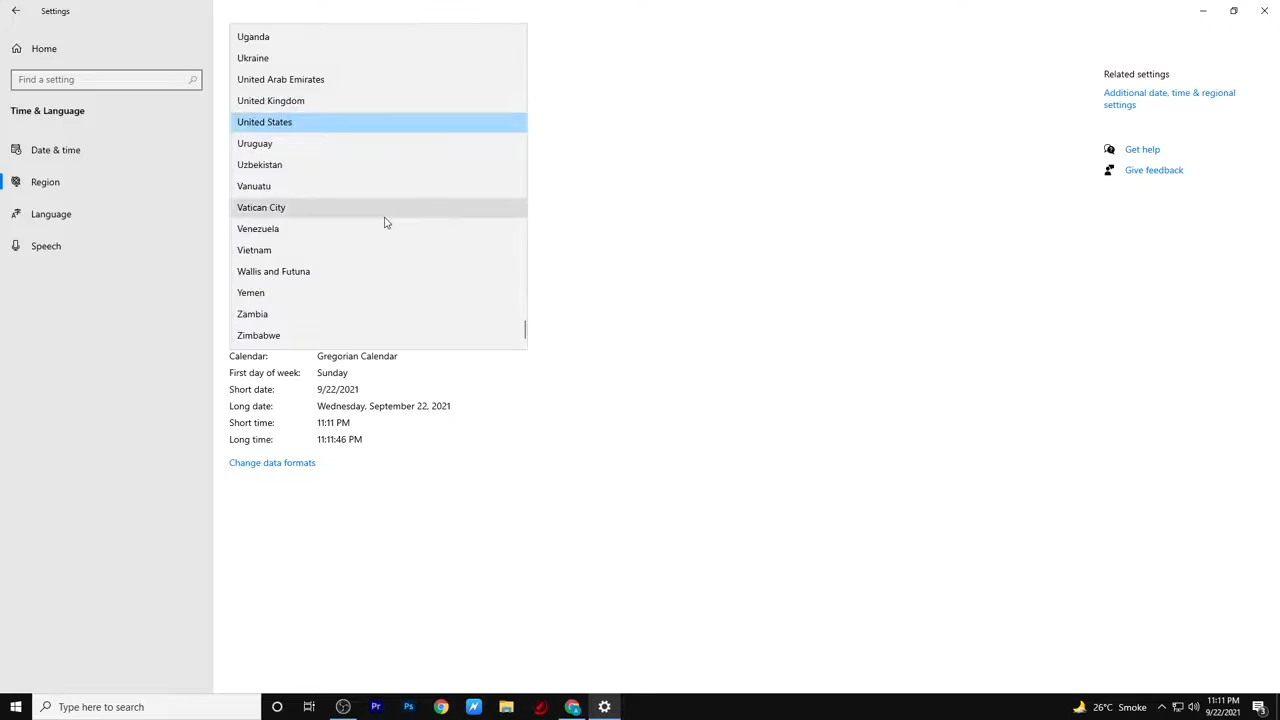 Settings
Home
Find a setting
Time & Language
Date & time
Region
Language
Speech
Uganda
Ukraine
United Arab Emirates
United Kingdom
United States
Uruguay
Uzbekistan
Vanuatu
Vatican City
Venezuela
Vietnam
Wallis and Futuna
Yemen
Zambia
Zimbabwe
Calendar: Gregorian Calendar
First day of week: Sunday
Short date: 9/22/2021
Long date: Wednesday, September 22, 2021
Short time: 11:11 PM
Long time: 11:11:46 PM
Change data formats
Related settings
Additional date, time & regional
settings
Get help
Give feedback
Type here to search
Pr
Ps
26°C Smoke
11:11 PM
9/22/2021
3